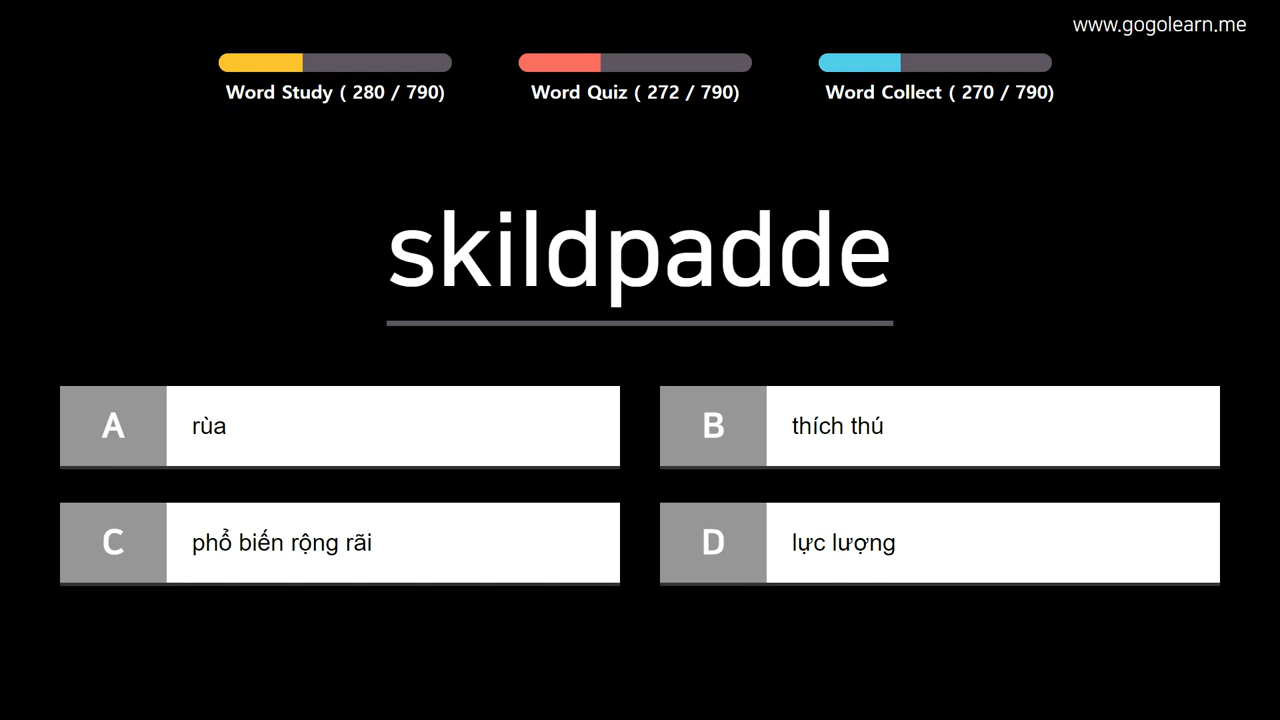 www.gogolearn.me
Word Study ( 280 / 790)
Word Quiz ( 272 / 790)
Word Collect ( 270 / 790)
skildpadde
A rùa
B thích thú
C phổ biến rộng rãi
D lực lượng